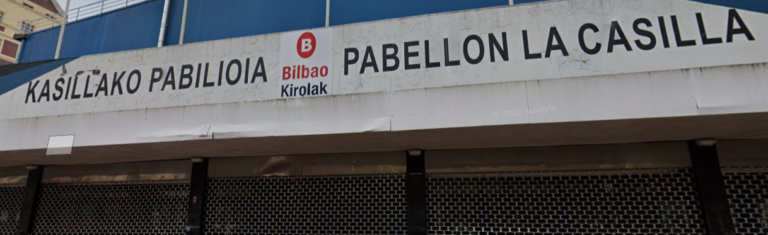 KASILLAKO PABILIOIA
B
Bilbao
Kirolak
PABELLON LA CASILLA